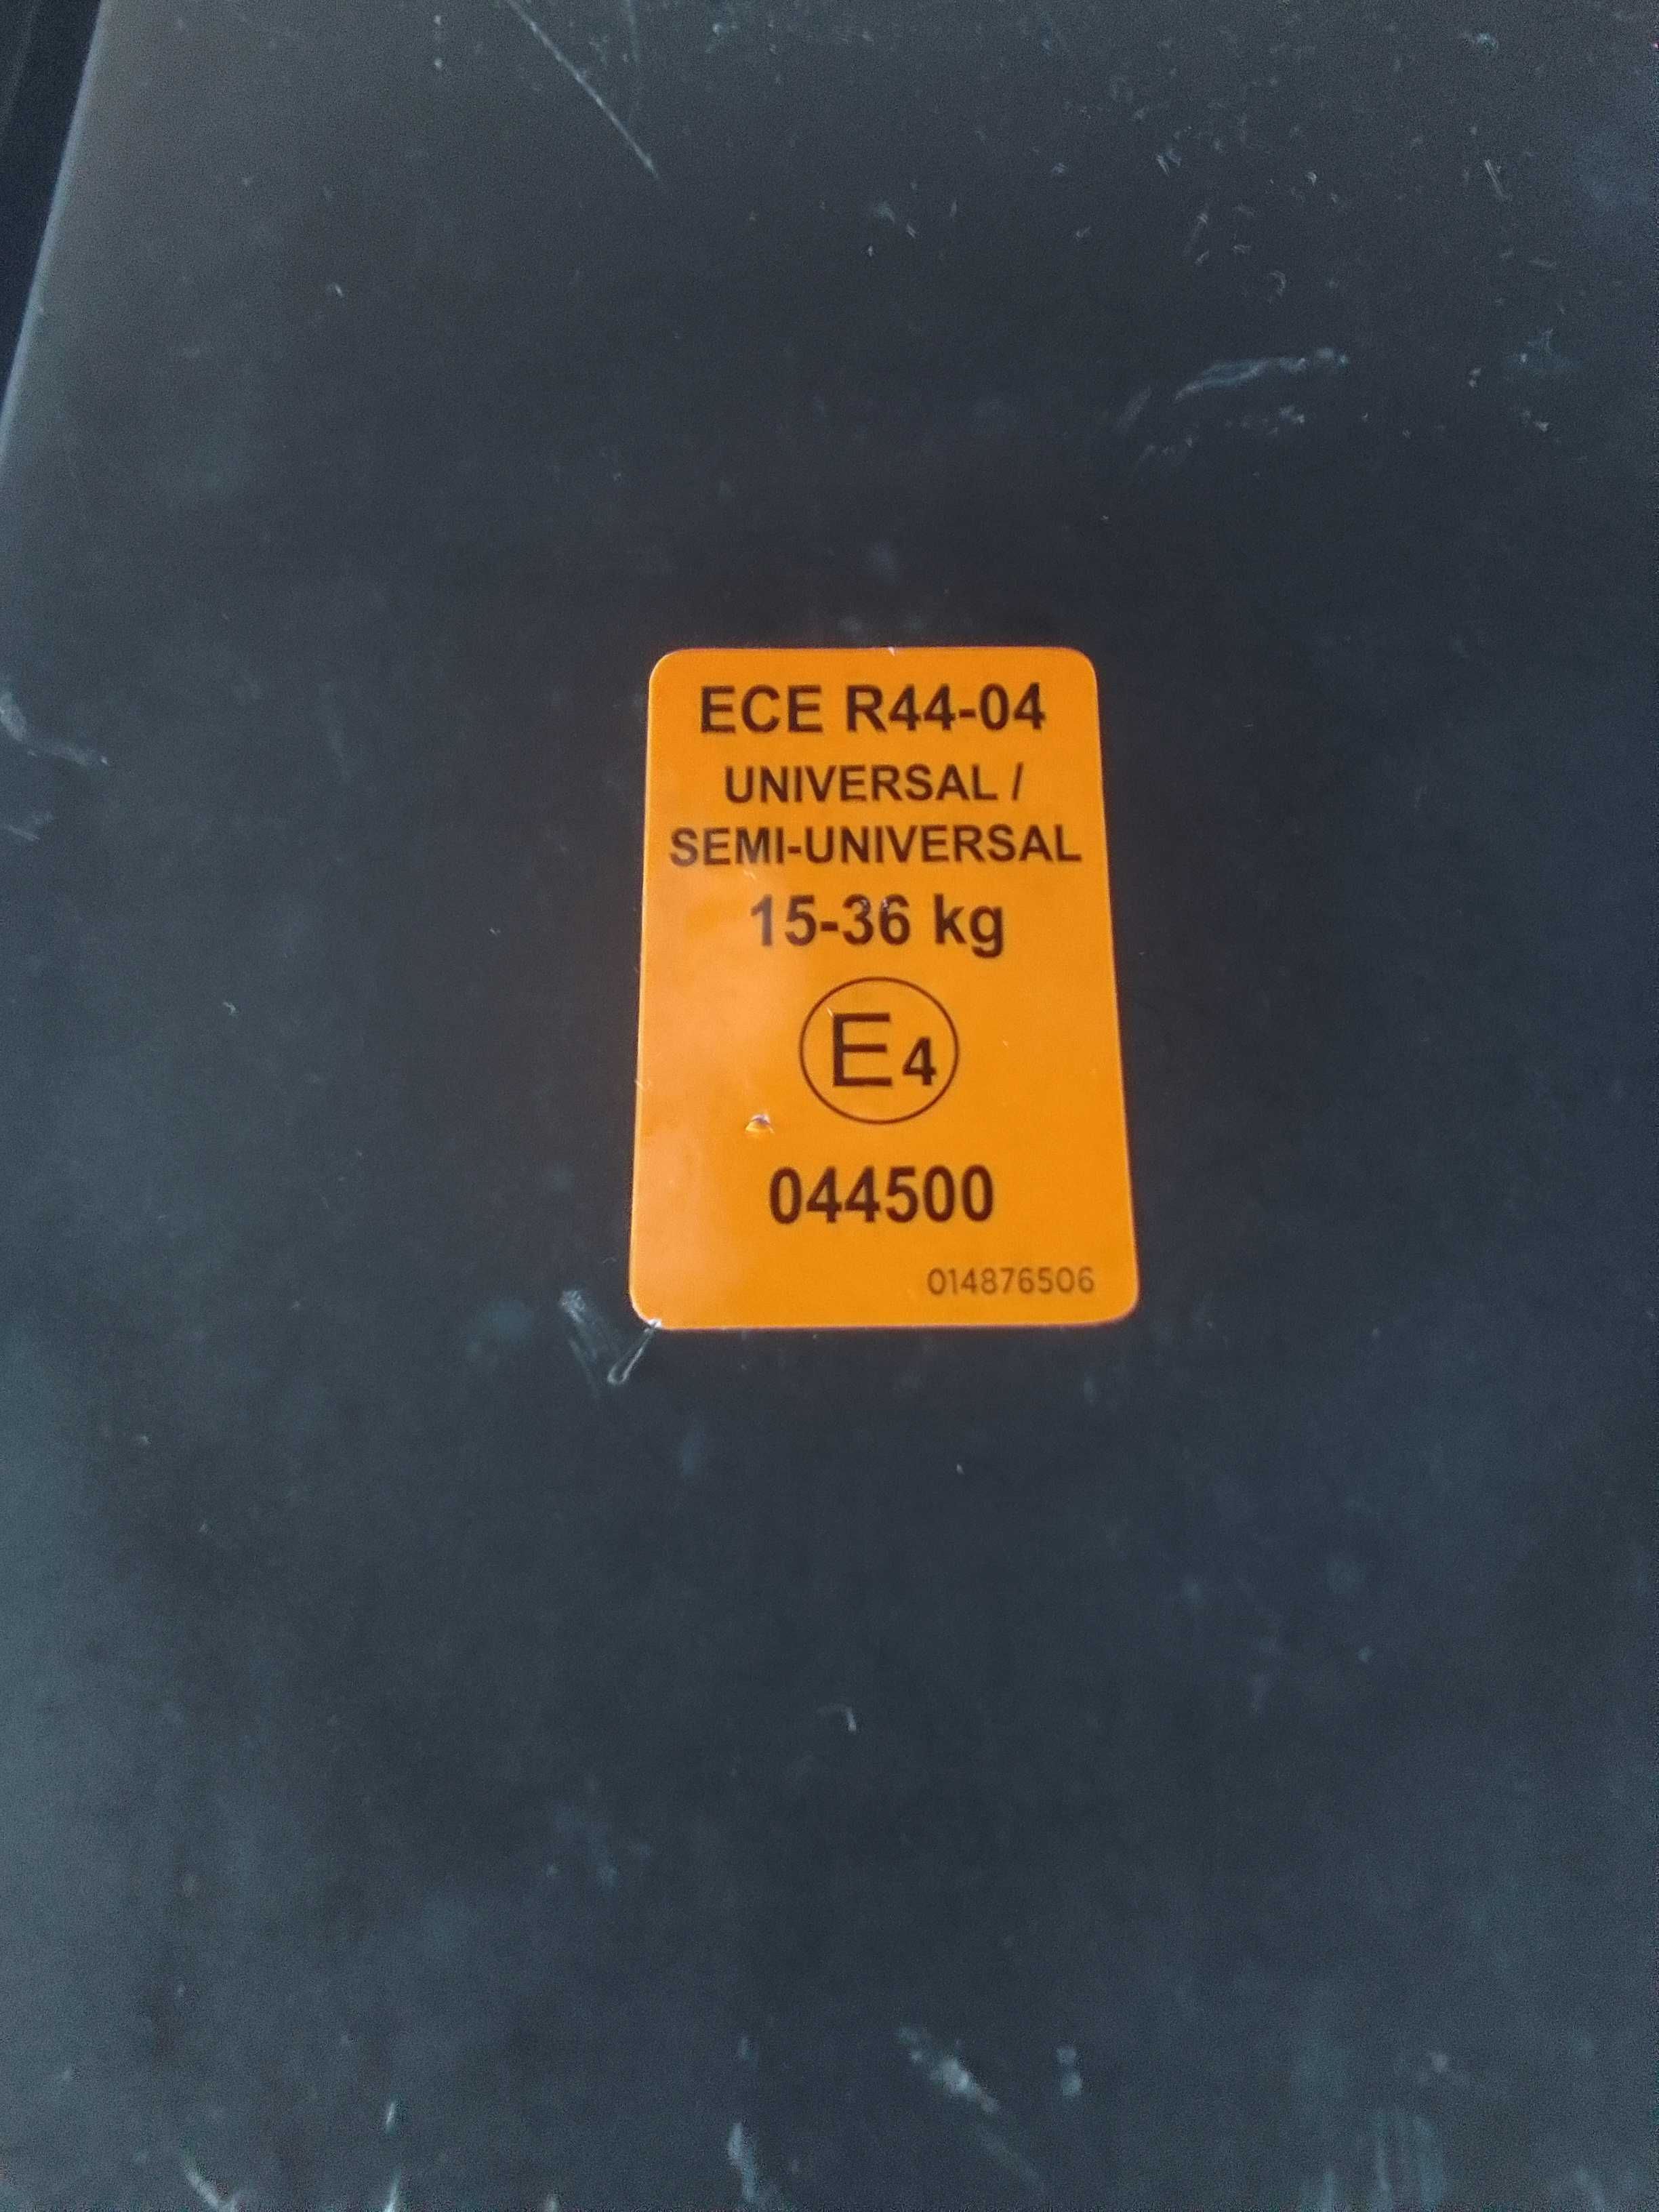 ECE R44-04
UNIVERSAL /
SEMI-UNIVERSAL
15-36 kg
E4
044500
014876506